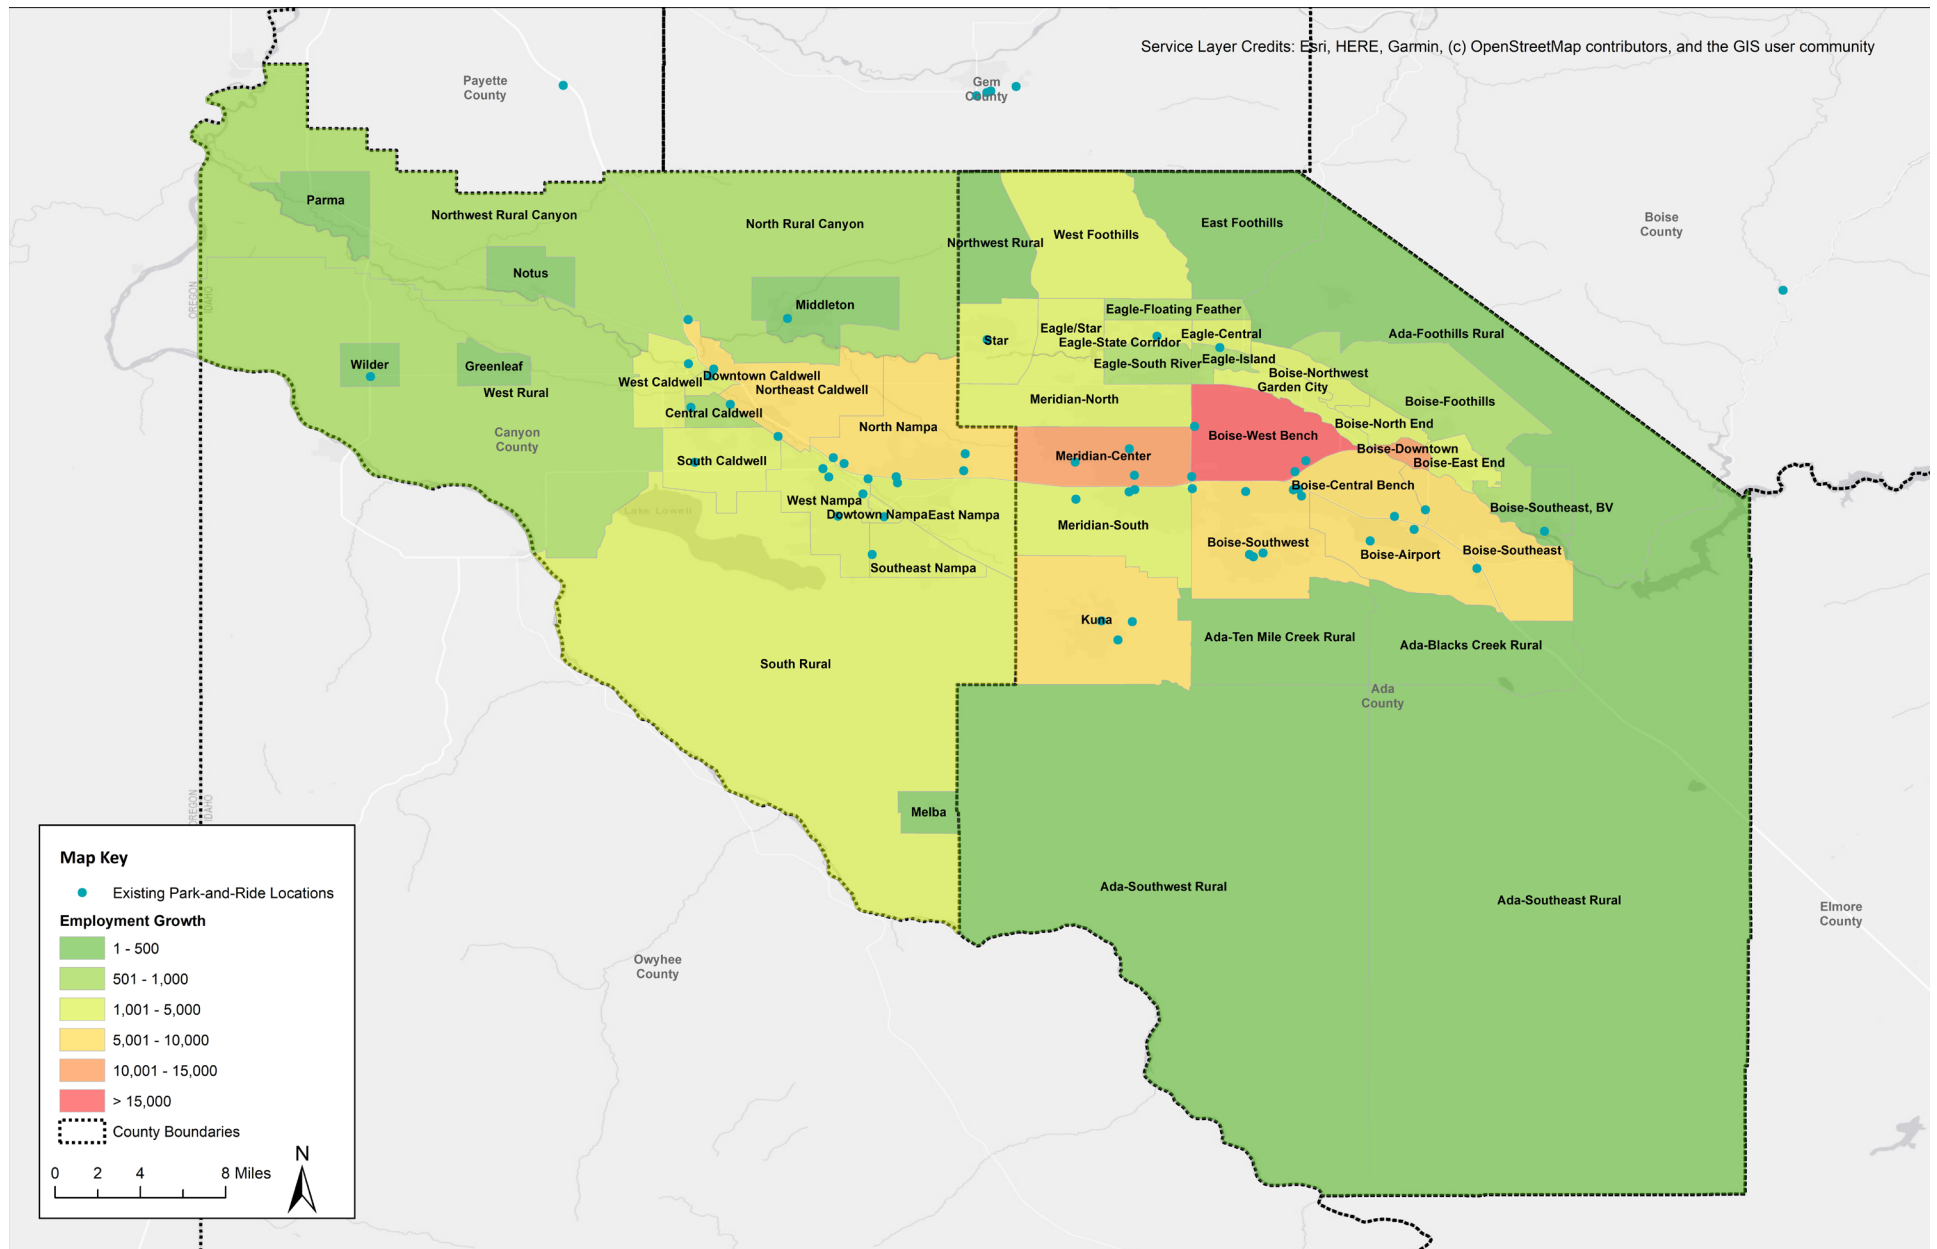 Service Layer Credits: Esri, HERE, Garmin, (c) OpenStreetMap contributors, and the GIS user community
Payette
County
Gem
County
Boise
County
Parma
Northwest Rural Canyon
North Rural Canyon
Northwest Rural
West Foothills
East Foothills
Notus
Middleton
OREGON
IDAHO
Eagle-Floating Feather
Eagle/Star
Eagle-Central
Ada-Foothills Rural
Star
Eagle-State Corridor
Eagle-Island
Wilder
Greenleaf
West Rural
West Caldwell
Downtown Caldwell
Northeast Caldwell
Eagle-South River
Boise-Northwest
Garden City
Central Caldwell
Meridian-North
Boise-Foothills
Canyon
County
North Nampa
Boise-West Bench
Boise-North End
Boise-Downtown
Boise-East End
South Caldwell
Meridian-Center
Boise-Central Bench
West Nampa
Lake Lowell
Dowtown Nampa
East Nampa
Meridian-South
Boise-Southeast, BV
Boise-Southwest
Boise-Airport
Boise-Southeast
Southeast Nampa
Kuna
Ada-Ten Mile Creek Rural
Ada-Blacks Creek Rural
South Rural
Ada
County
Melba
OREGON
IDAHO
Ada-Southwest Rural
Ada-Southeast Rural
Elmore
County
Owyhee
County
Map Key
Existing Park-and-Ride Locations
Employment Growth
1 - 500
501 - 1,000
1,001 - 5,000
5,001 - 10,000
10,001 - 15,000
> 15,000
County Boundaries
N
0 2 4 8 Miles